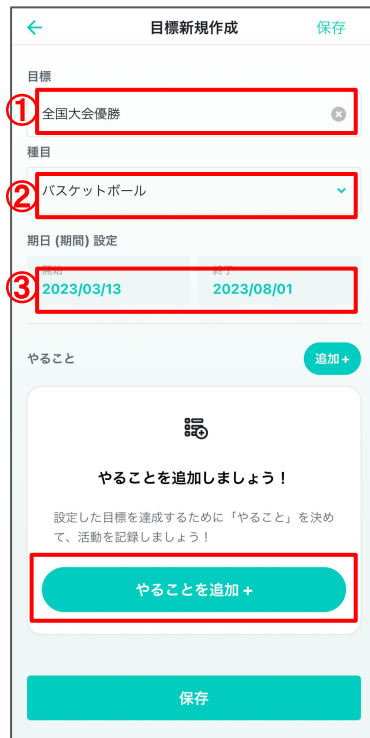 目標新規作成
保存
目標
①
全国大会優勝
種目
②
バスケットボール
期日 (期間) 設定
③
開始
終了
2023/03/13
2023/08/01
やること
追加 +
やることを追加しましょう！
設定した目標を達成するために「やること」を決め
て、活動を記録しましょう！
やることを追加 +
保存